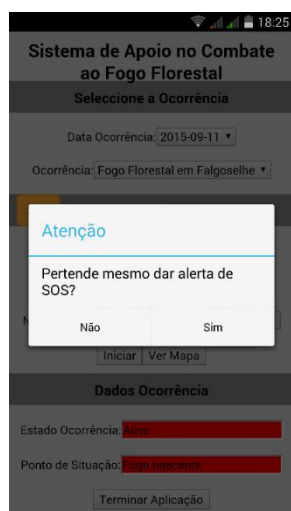 18:25
Sistema de Apoio no Combate
ao Fogo Florestal
Seleccione a Ocorrência
Data Ocorrência: 2015-09-11
Ocorrência: Fogo Florestal em Falgoselhe
Atenção
Pertende mesmo dar alerta de
SOS?
Não
Sim
N
Iniciar
Ver Mapa
Dados Ocorrência
Estado Ocorrência: Ativo
Ponto de Situação: Fogo nascente
Terminar Aplicação